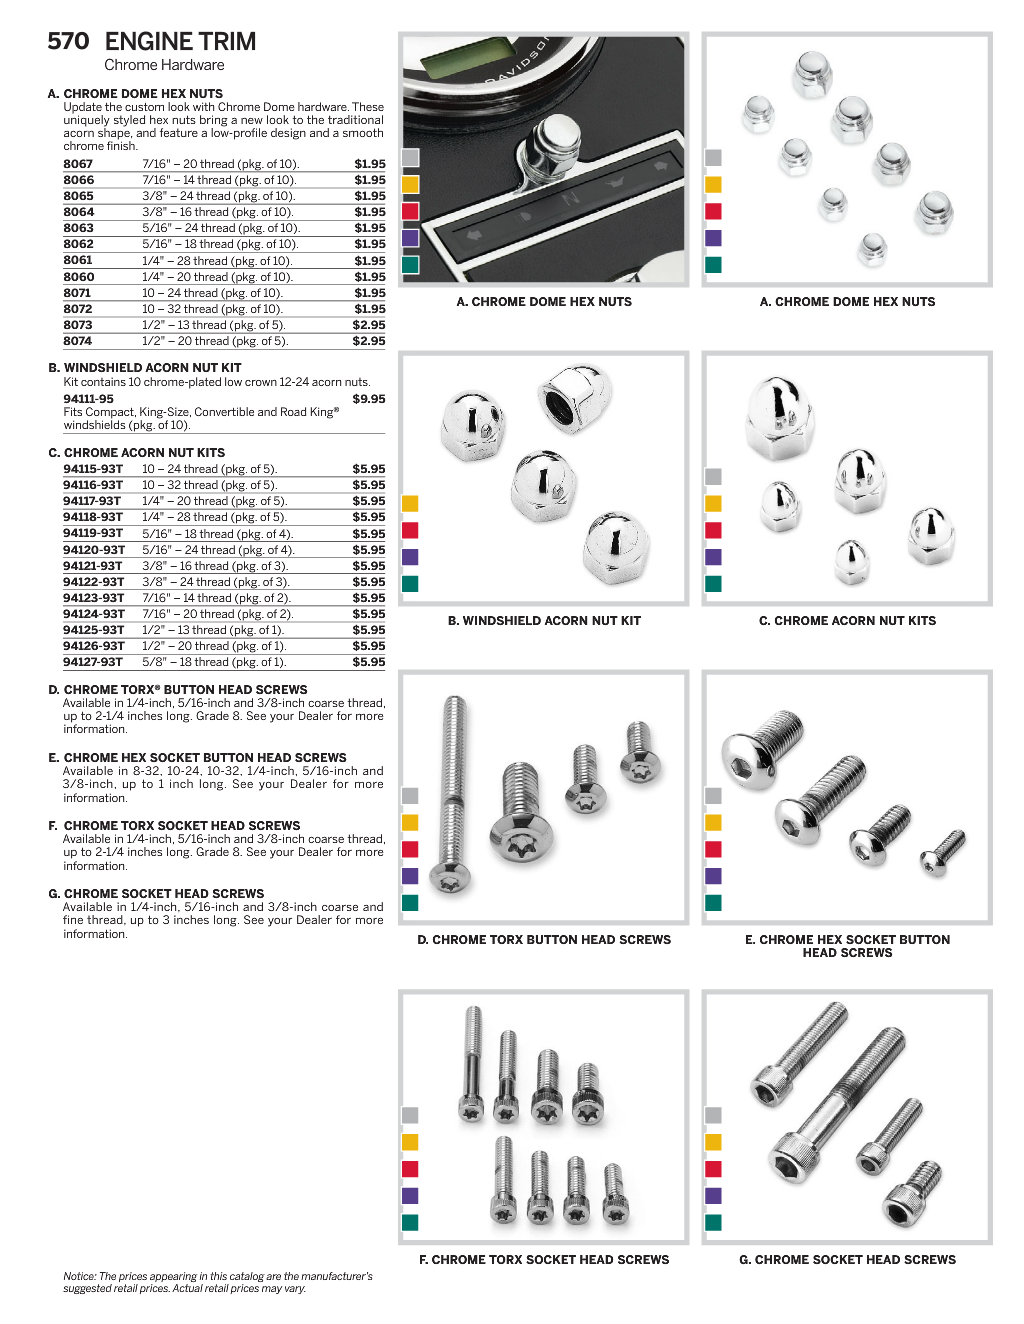 570 ENGINE TRIM
Chrome Hardware
A. CHROME DOME HEX NUTS
Update the custom look with Chrome Dome hardware. These
uniquely styled hex nuts bring a new look to the traditional
acorn shape, and feature a low-profile design and a smooth
chrome finish.
8067 7/16" – 20 thread (pkg. of 10). $1.95
8066 7/16" – 14 thread (pkg. of 10). $1.95
8065 3/8" – 24 thread (pkg. of 10). $1.95
8064 3/8" – 16 thread (pkg. of 10). $1.95
8063 5/16" – 24 thread (pkg. of 10). $1.95
8062 5/16" – 18 thread (pkg. of 10). $1.95
8061 1/4" – 28 thread (pkg. of 10). $1.95
8060 1/4" – 20 thread (pkg. of 10). $1.95
8071 10 – 24 thread (pkg. of 10). $1.95
8072 10 – 32 thread (pkg. of 10). $1.95
8073 1/2" – 13 thread (pkg. of 5). $2.95
8074 1/2" – 20 thread (pkg. of 5). $2.95
B. WINDSHIELD ACORN NUT KIT
Kit contains 10 chrome-plated low crown 12-24 acorn nuts.
94111-95 $9.95
Fits Compact, King-Size, Convertible and Road King®
windshields (pkg. of 10).
C. CHROME ACORN NUT KITS
94115-93T 10 – 24 thread (pkg. of 5). $5.95
94116-93T 10 – 32 thread (pkg. of 5). $5.95
94117-93T 1/4" – 20 thread (pkg. of 5). $5.95
94118-93T 1/4" – 28 thread (pkg. of 5). $5.95
94119-93T 5/16" – 18 thread (pkg. of 4). $5.95
94120-93T 5/16" – 24 thread (pkg. of 4). $5.95
94121-93T 3/8" – 16 thread (pkg. of 3). $5.95
94122-93T 3/8" – 24 thread (pkg. of 3). $5.95
94123-93T 7/16" – 14 thread (pkg. of 2). $5.95
94124-93T 7/16" – 20 thread (pkg. of 2). $5.95
94125-93T 1/2" – 13 thread (pkg. of 1). $5.95
94126-93T 1/2" – 20 thread (pkg. of 1). $5.95
94127-93T 5/8" – 18 thread (pkg. of 1). $5.95
D. CHROME TORX® BUTTON HEAD SCREWS
Available in 1/4-inch, 5/16-inch and 3/8-inch coarse thread,
up to 2-1/4 inches long. Grade 8. See your Dealer for more
information.
E. CHROME HEX SOCKET BUTTON HEAD SCREWS
Available in 8-32, 10-24, 10-32, 1/4-inch, 5/16-inch and
3/8-inch, up to 1 inch long. See your Dealer for more
information.
F. CHROME TORX SOCKET HEAD SCREWS
Available in 1/4-inch, 5/16-inch and 3/8-inch coarse thread,
up to 2-1/4 inches long. Grade 8. See your Dealer for more
information.
G. CHROME SOCKET HEAD SCREWS
Available in 1/4-inch, 5/16-inch and 3/8-inch coarse and
fine thread, up to 3 inches long. See your Dealer for more
information.
DAVIDSO
N
A. CHROME DOME HEX NUTS
A. CHROME DOME HEX NUTS
B. WINDSHIELD ACORN NUT KIT
C. CHROME ACORN NUT KITS
D. CHROME TORX BUTTON HEAD SCREWS
E. CHROME HEX SOCKET BUTTON
HEAD SCREWS
F. CHROME TORX SOCKET HEAD SCREWS
G. CHROME SOCKET HEAD SCREWS
Notice: The prices appearing in this catalog are the manufacturer's
suggested retail prices. Actual retail prices may vary.